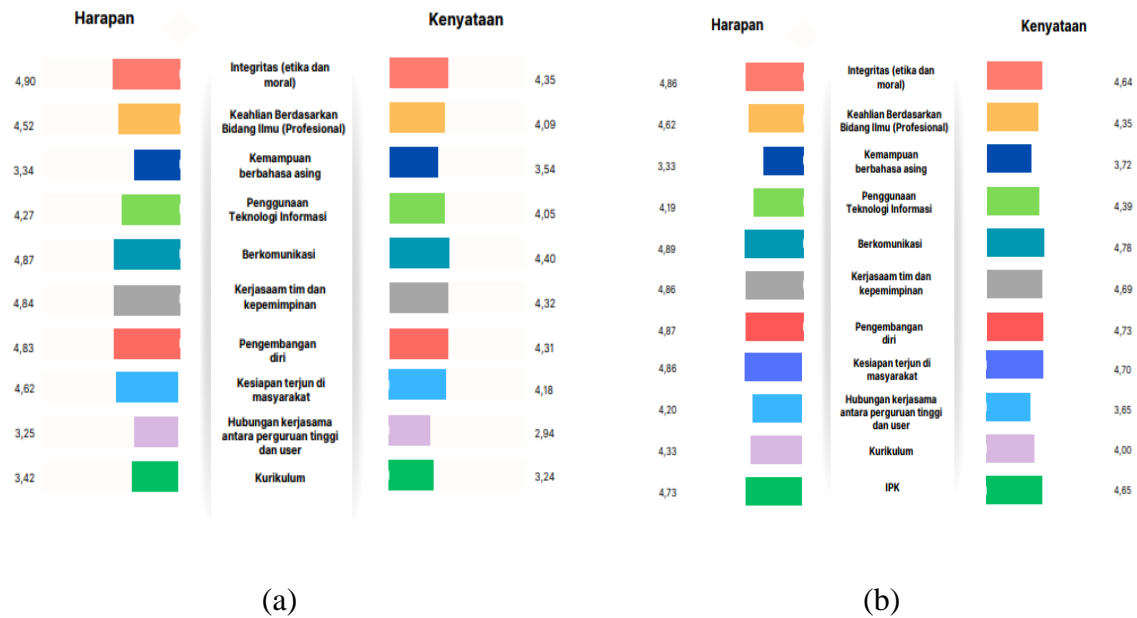 Harapan
Kenyataan
4,90
Integritas (etika dan
moral)
4,35
4,52
Keahlian Berdasarkan
Bidang Ilmu (Profesional)
4,09
3,34
Kemampuan
berbahasa asing
3,54
4,27
Penggunaan
Teknologi Informasi
4,05
4,87
Berkomunikasi
4,40
4,84
Kerjasaam tim dan
kepemimpinan
4,32
4,83
Pengembangan
diri
4,31
4,62
Kesiapan terjun di
masyarakat
4,18
3,25
Hubungan kerjasama
antara perguruan tinggi
dan user
2,94
3,42
Kurikulum
3,24
(a)
Harapan
Kenyataan
4,86
Integritas (etika dan
moral)
4,64
4,62
Keahlian Berdasarkan
Bidang Ilmu (Profesional)
4,35
3,33
Kemampuan
berbahasa asing
3,72
4,19
Penggunaan
Teknologi Informasi
4,39
4,89
Berkomunikasi
4,78
4,86
Kerjasaam tim dan
kepemimpinan
4,69
4,87
Pengembangan
diri
4,73
4,86
Kesiapan terjun di
masyarakat
4,70
4,20
Hubungan kerjasama
antara perguruan tinggi
dan user
3,65
4,33
Kurikulum
4,00
4,73
IPK
4,65
(b)